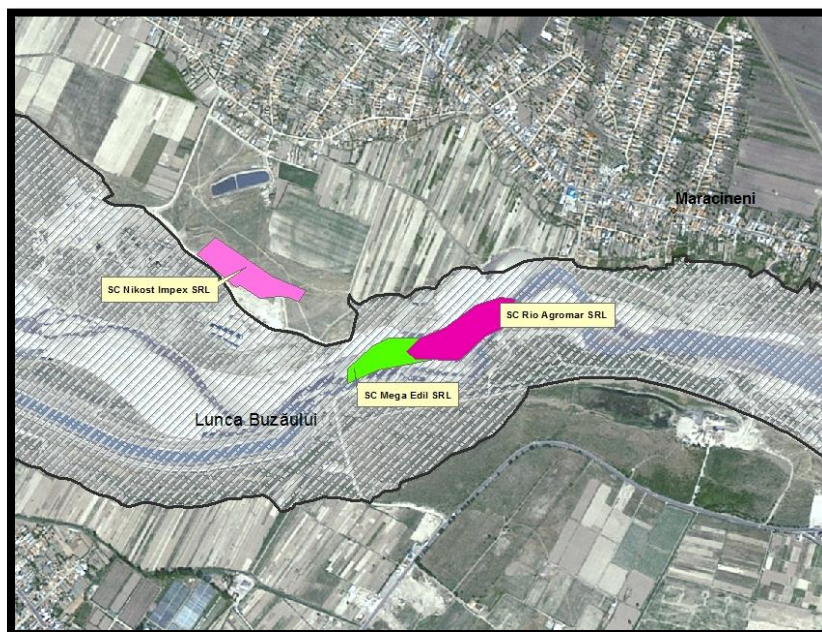 Maracineni
SC Nikost Impex SRL
SC Rio Agromar SRL
SC Mega Edil SRL
Lunca Buzăului